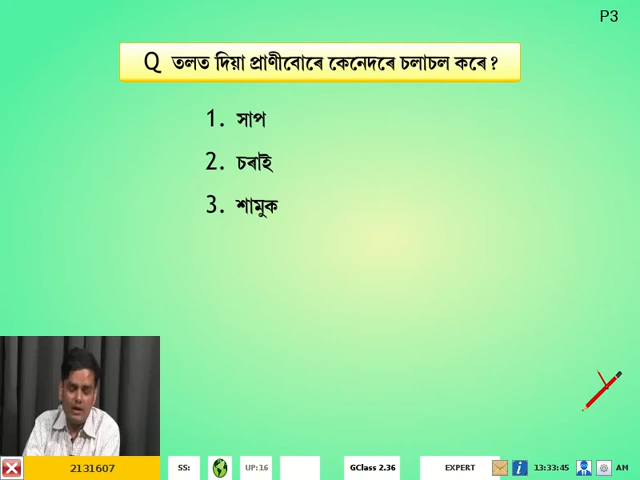 P3
Q তলত দিয়া প্ৰাণীবোৰে কেনেদৰে চলাচল কৰে ?
1. সাপ
2. চৰাই
3. শামুক
2131607 SS: UP:16 GClass 2.36 EXPERT 13:33:45 AM